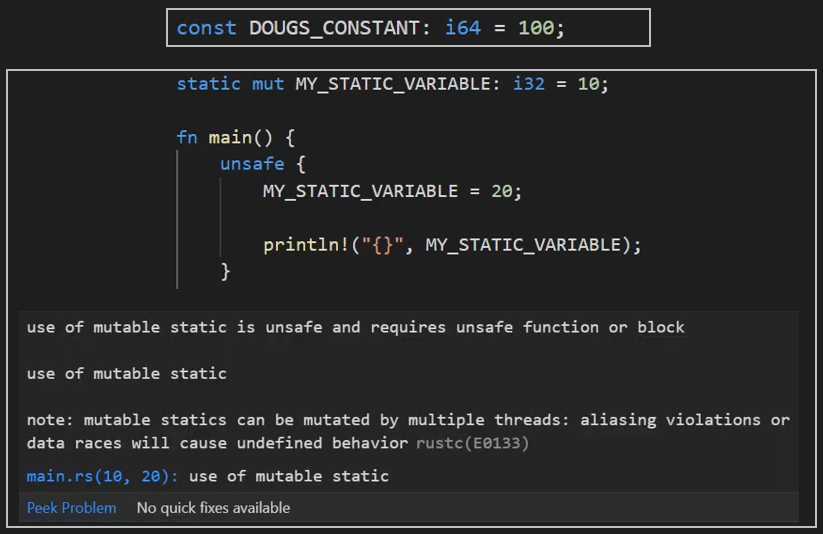 const DOUGS_CONSTANT: i64 = 100;
static mut MY_STATIC_VARIABLE: i32 = 10;
fn main() {
unsafe {
MY_STATIC_VARIABLE = 20;
println!("{}", MY_STATIC_VARIABLE);
}
use of mutable static is unsafe and requires unsafe function or block
use of mutable static
note: mutable statics can be mutated by multiple threads: aliasing violations or
data races will cause undefined behavior rustc(E0133)
main.rs(10, 20): use of mutable static
Peek Problem No quick fixes available